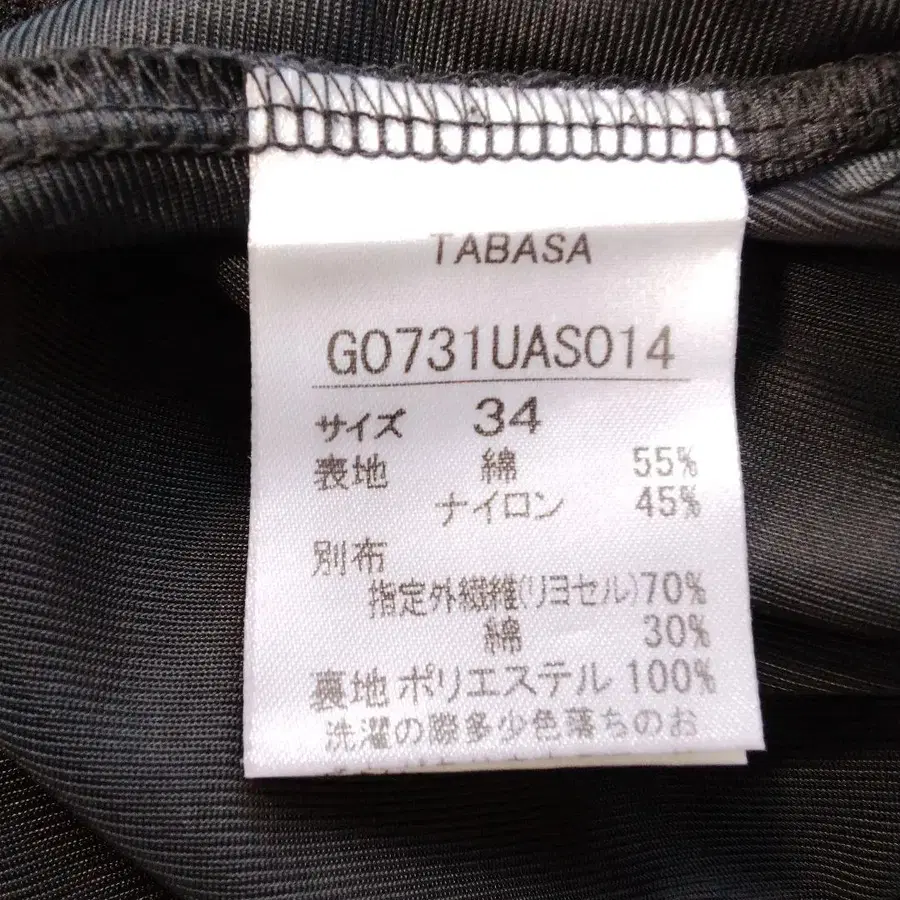 TABASA
G0731UAS014
サイズ 34
表地 綿 55%
ナイロン 45%
別布
指定外繊維(リヨセル)70%
綿 30%
裏地 ポリエステル 100%
洗濯の際多少色落ちのお